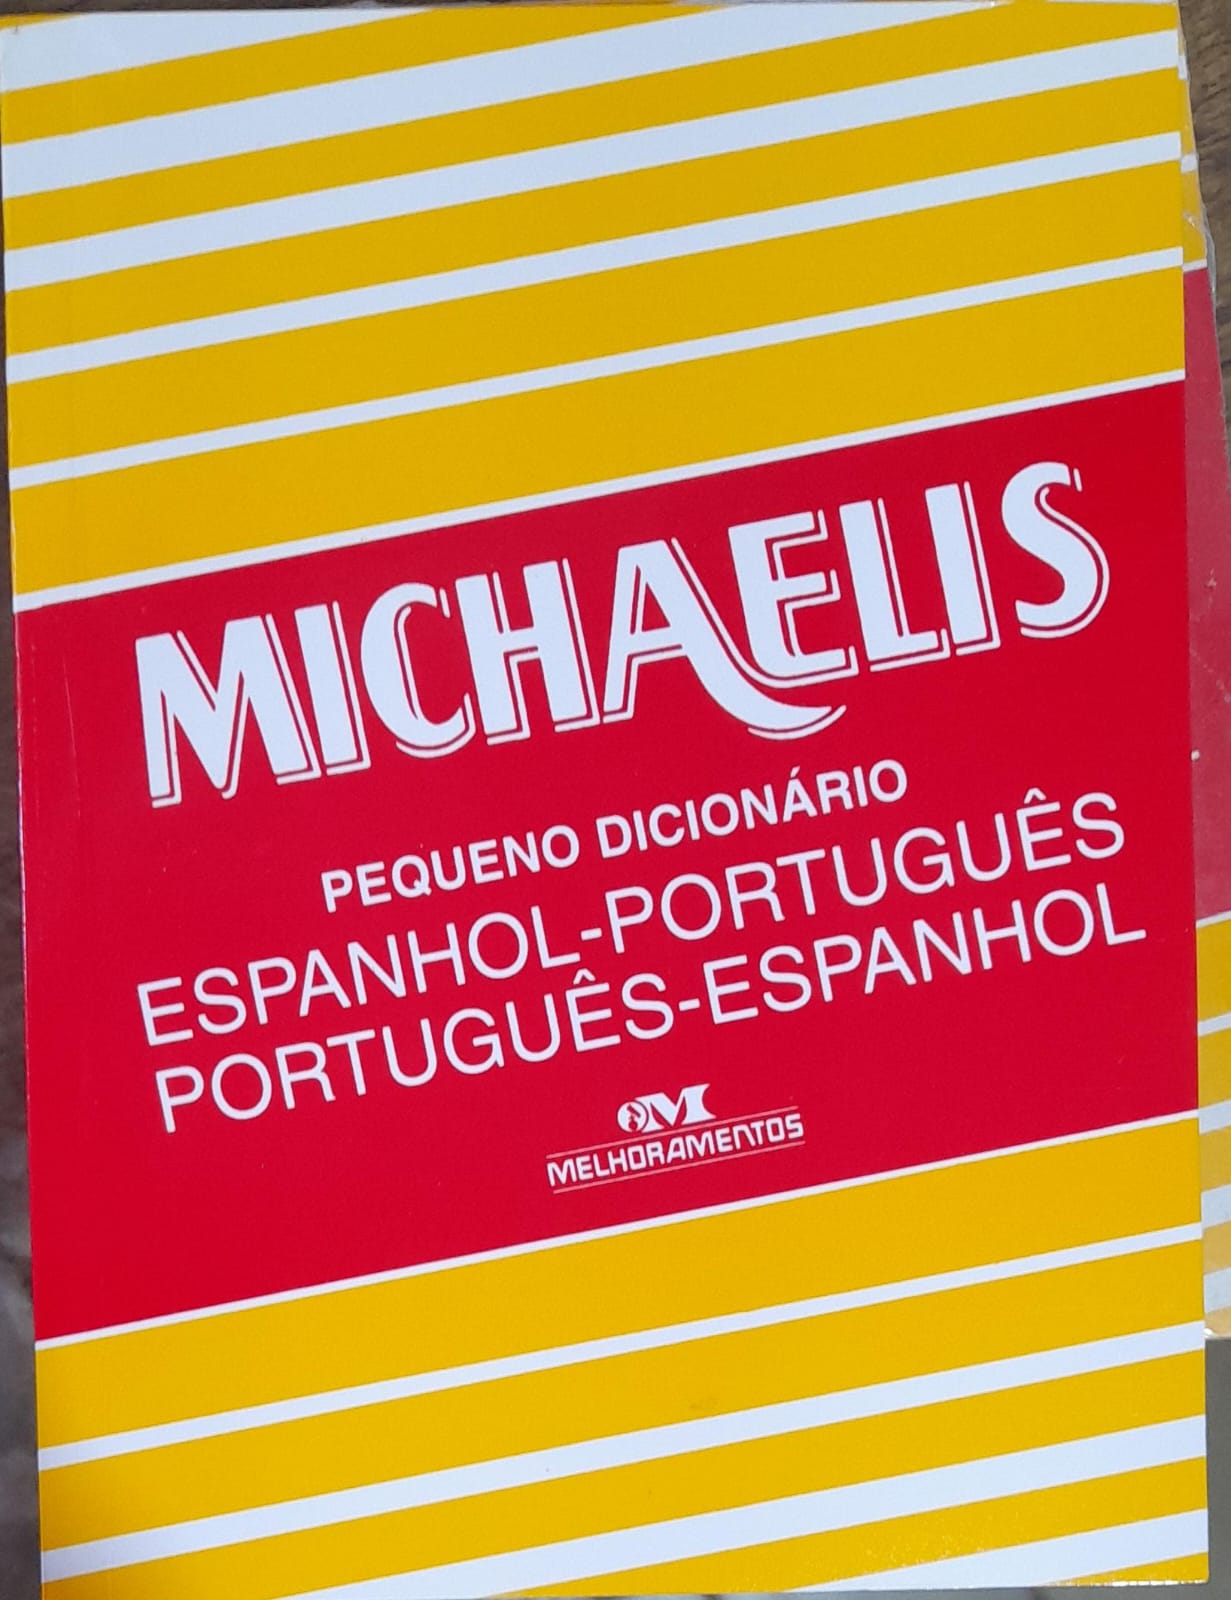 MICHAELIS
PEQUENO DICIONÁRIO
ESPANHOL-PORTUGUÊS
PORTUGUÊS-ESPANHOL
M
MELHORAMENTOS